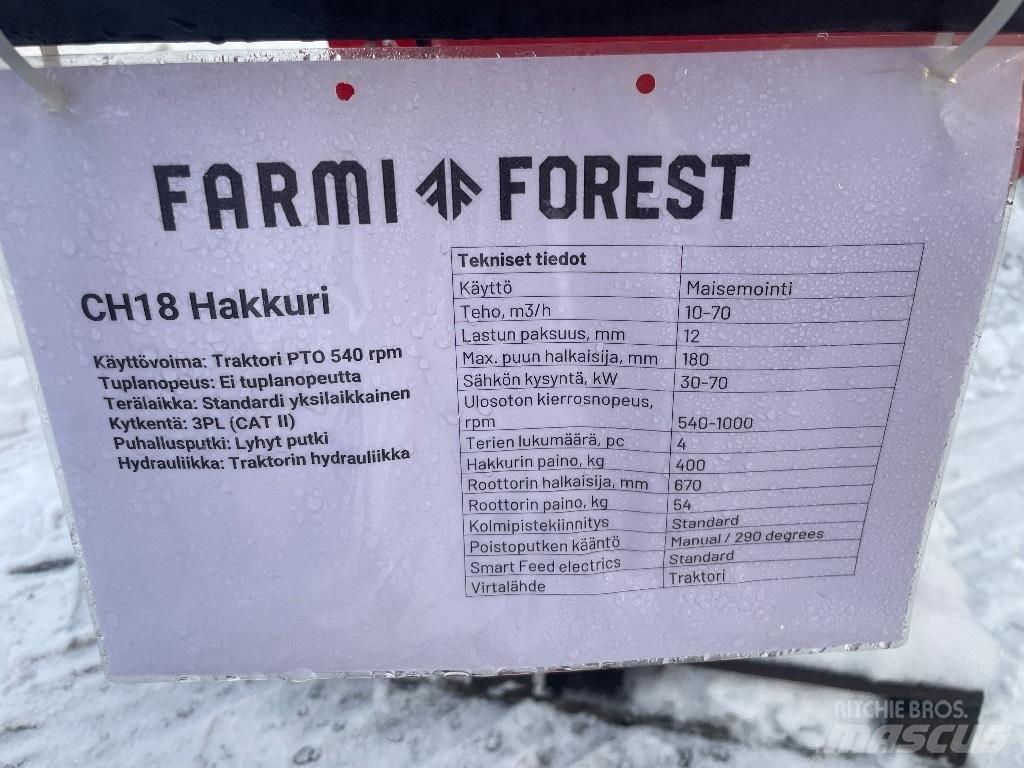 FARMI FOREST
CH18 Hakkuri
Käyttövoima: Traktori PTO 540 rpm
Tuplanopeus: Ei tuplanopeutta
Terälaikka: Standardi yksilaikkainen
Kytkentä: 3PL (CAT II)
Puhallusputki: Lyhyt putki
Hydrauliikka: Traktorin hydrauliikka
Tekniset tiedot
Käyttö Maisemointi
Teho, m3/h 10-70
Lastun paksuus, mm 12
Max. puun halkaisija, mm 180
Sähkön kysyntä, kW 30-70
Ulosoton kierrosnopeus,
rpm 540-1000
Terien lukumäärä, pc 4
Hakkurin paino, kg 400
Roottorin halkaisija, mm 670
Roottorin paino, kg 54
Kolmipistekiinnitys Standard
Poistoputken kääntö Manual / 290 degrees
Smart Feed electrics Standard
Virtalähde Traktori
RITCHIE BROS.
MASCUS